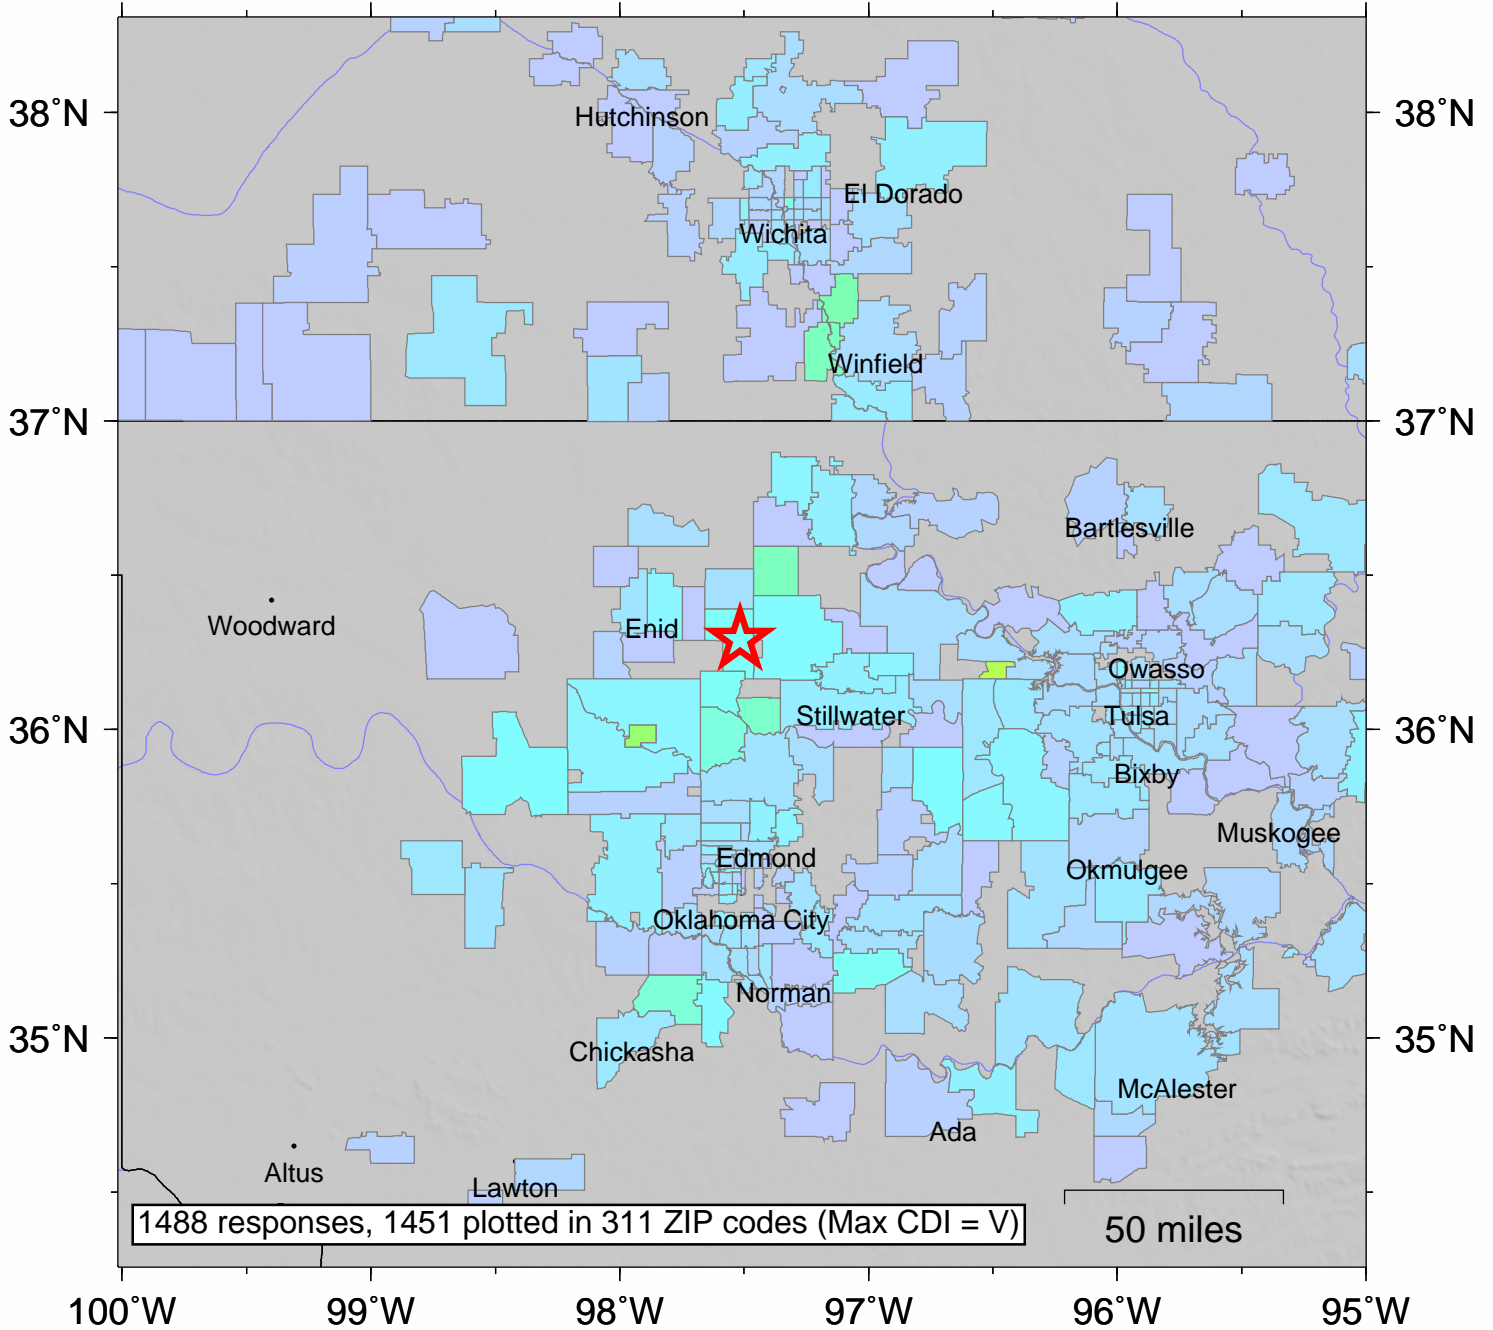 38°N
38°N
Hutchinson
El Dorado
Wichita
Winfield
37°N
37°N
Bartlesville
Woodward
Enid
Owasso
Stillwater
Tulsa
36°N
36°N
Bixby
Muskogee
Edmond
Okmulgee
Oklahoma City
Norman
35°N
35°N
Chickasha
McAlester
Ada
Altus
Lawton
1488 responses, 1451 plotted in 311 ZIP codes (Max CDI = V)
50 miles
100°W
99°W
98°W
97°W
96°W
95°W